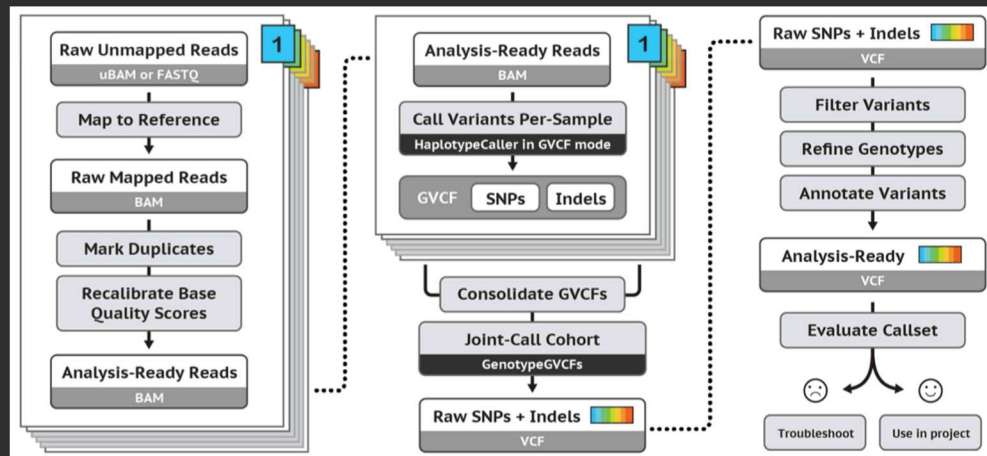 1
Raw Unmapped Reads
uBAM or FASTQ
Map to Reference
Raw Mapped Reads
BAM
Mark Duplicates
Recalibrate Base
Quality Scores
Analysis-Ready Reads
BAM
1
Analysis-Ready Reads
BAM
Call Variants Per-Sample
HaplotypeCaller in GVCF mode
GVCF SNPs Indels
Consolidate GVCFs
Joint-Call Cohort
GenotypeGVCFs
Raw SNPs + Indels
VCF
Raw SNPs + Indels
VCF
Filter Variants
Refine Genotypes
Annotate Variants
Analysis-Ready
VCF
Evaluate Callset
Troubleshoot Use in project